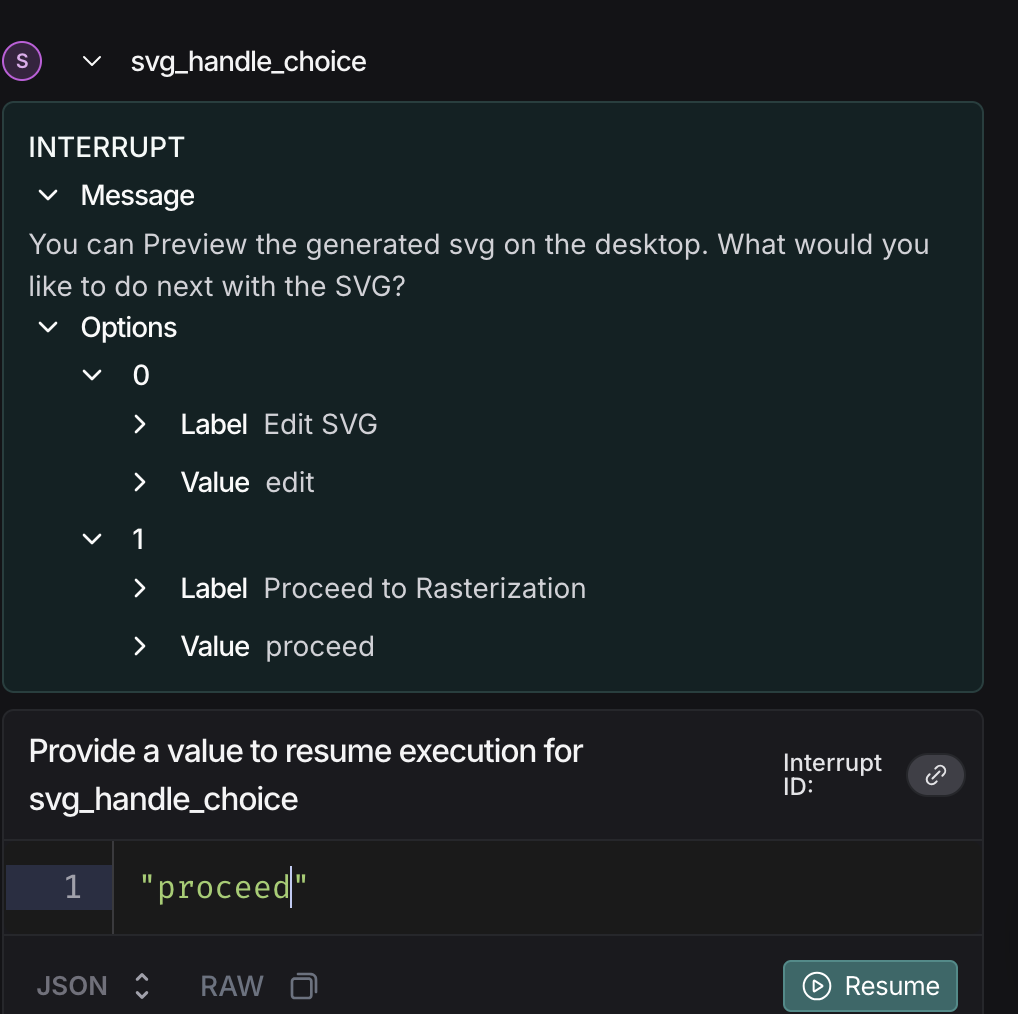 S svg_handle_choice
INTERRUPT
Message
You can Preview the generated svg on the desktop. What would you
like to do next with the SVG?
Options
0
Label Edit SVG
Value edit
1
Label Proceed to Rasterization
Value proceed
Provide a value to resume execution for
svg_handle_choice
Interrupt
ID:
1 "proceed"
JSON RAW Resume